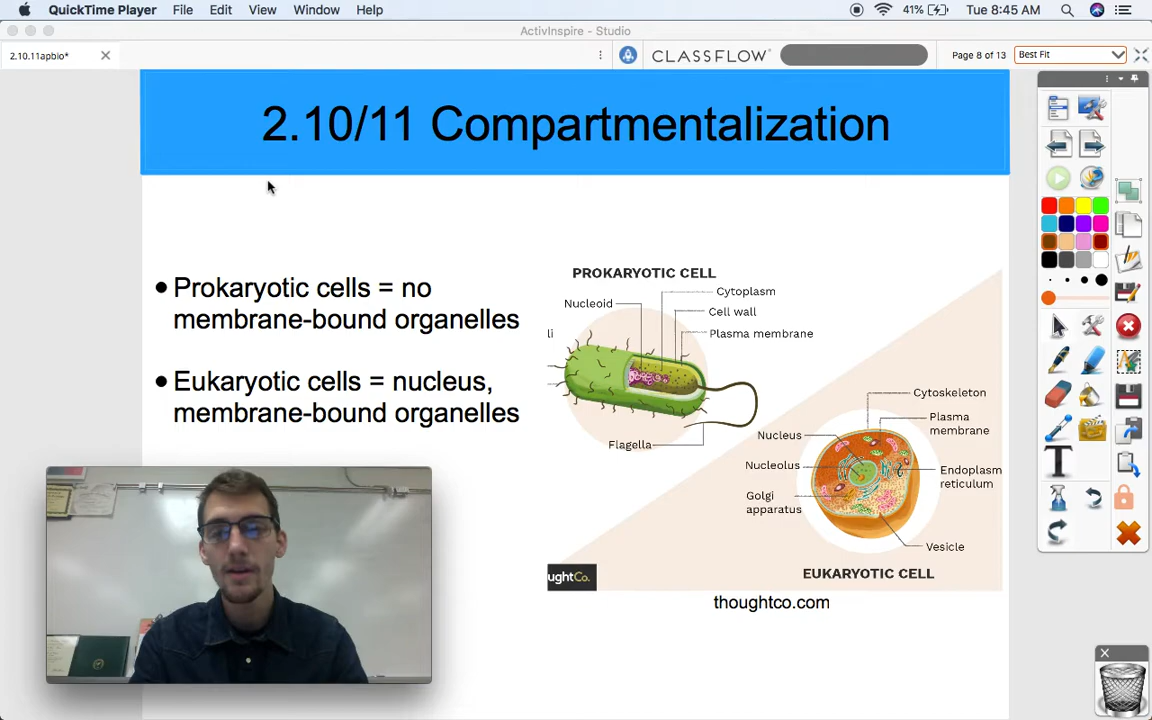 QuickTime Player File Edit View Window Help 41% Tue 8:45 AM
ActivInspire - Studio
2.10.11apbio* CLASSFLOW Page 8 of 13 Best Fit
2.10/11 Compartmentalization
● Prokaryotic cells = no
membrane-bound organelles
● Eukaryotic cells = nucleus,
membrane-bound organelles
PROKARYOTIC CELL
Nucleoid
Cytoplasm
Cell wall
Plasma membrane
li
Flagella
Cytoskeleton
Plasma
membrane
Nucleus
Nucleolus
Endoplasm
reticulum
Golgi
apparatus
Vesicle
ughtCo.
EUKARYOTIC CELL
thoughtco.com
T